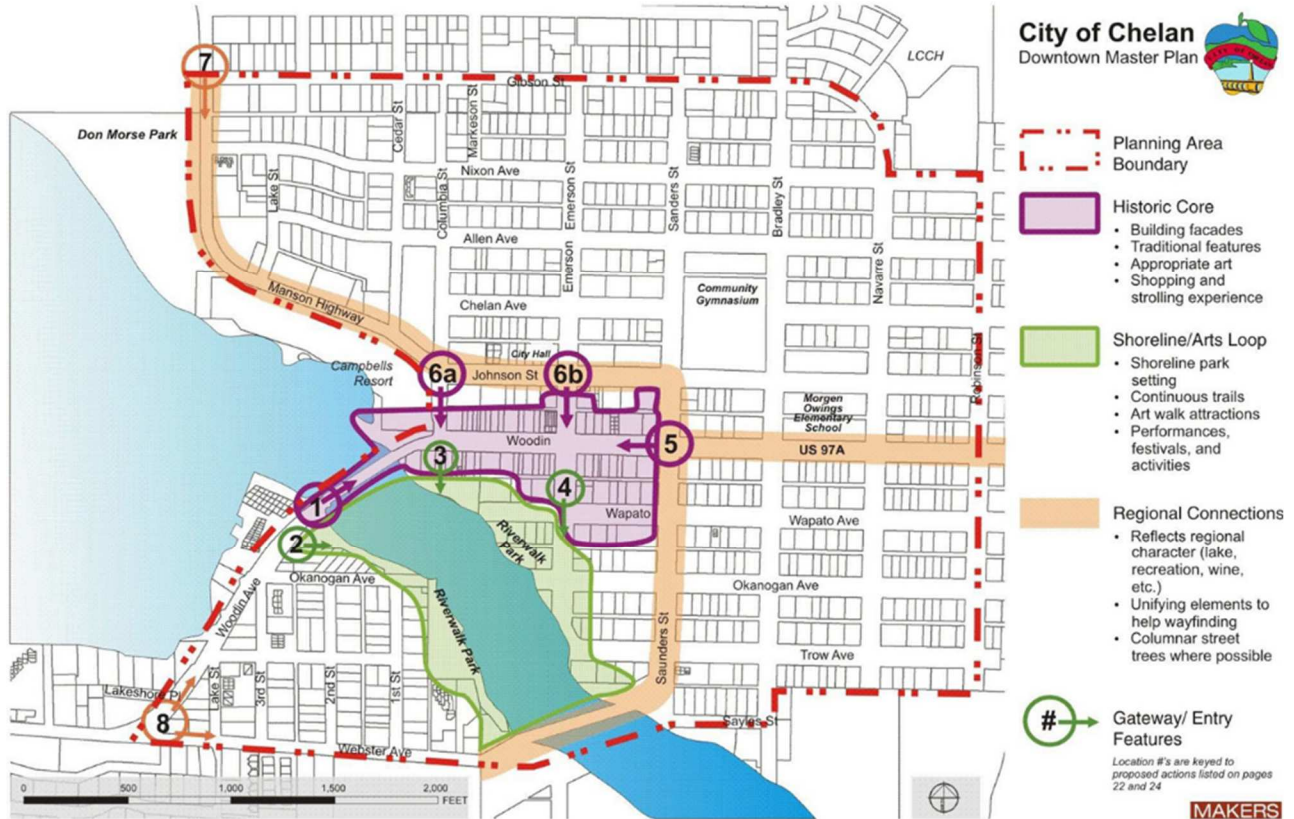 City of Chelan
Downtown Master Plan
CITY OF CHELAN
Planning Area
Boundary
Historic Core
• Building facades
• Traditional features
• Appropriate art
• Shopping and
strolling experience
Shoreline/Arts Loop
• Shoreline park
setting
• Continuous trails
• Art walk attractions
• Performances,
festivals, and
activities
Regional Connections
• Reflects regional
character (lake,
recreation, wine,
etc.)
• Unifying elements to
help wayfinding
• Columnar street
trees where possible
#
Gateway/ Entry
Features
Location #'s are keyed to
proposed actions listed on pages
22 and 24
MAKERS
7
Gibson St
LCCH
Don Morse Park
Cedar St
Markeson St
Nixon Ave
Lake St
Columbia St
Emerson St
Sanders St
Bradley St
Allen Ave
Emerson
Navarre St
Manson Highway
Chelan Ave
Community
Gymnasium
City Hall
Campbells
Resort
6a
Johnson St
6b
Robinson St
Morgen
Owings
Elementary
School
Woodin
5
US 97A
3
4
1
Wapato
Wapato Ave
2
Riverwalk
Park
Okanogan Ave
Okanogan Ave
Woodin Ave
Riverwalk Park
Saunders St
Trow Ave
Lakeshore Pl
Lake St
3rd St
2nd St
1st St
8
Sayles St
Webster Ave
0 500 1,000 1,500 2,000
FEET